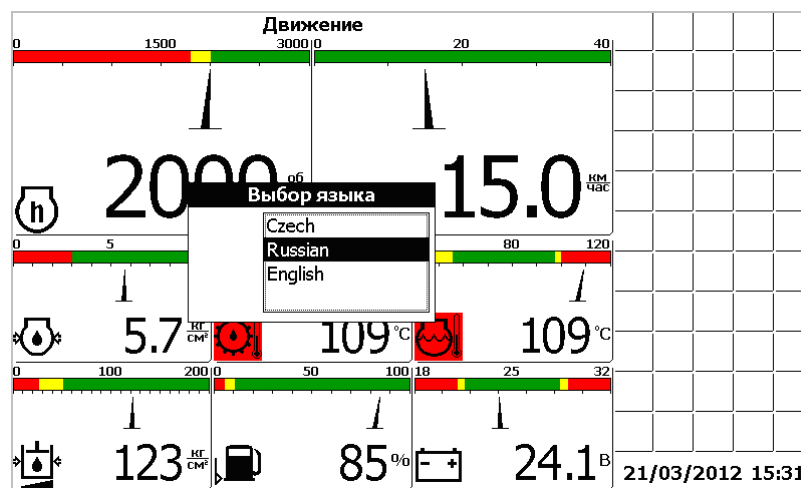 Движение
0 1500 3000 0 20 40
2000 об 15.0 км час
h
Выбор языка
Czech
Russian
English
0 5 80 120
5.7 кг см² 109 °C 109 °C
0 100 200 0 50 100 18 25 32
123 кг см² 85 % 24.1 В
21/03/2012 15:31